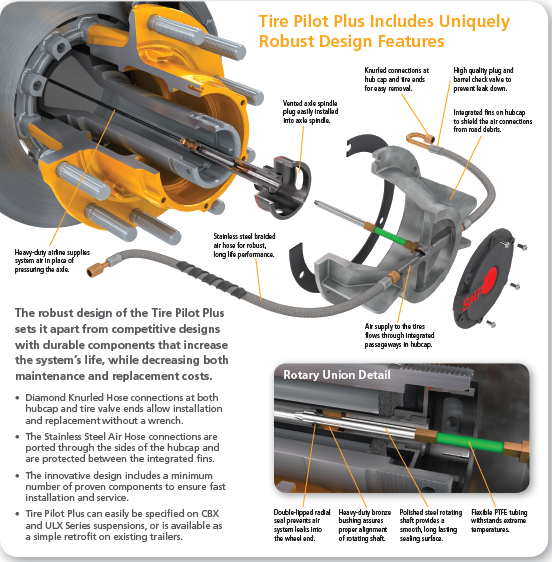 Tire Pilot Plus Includes Uniquely
Robust Design Features
Knurled connections at
hub cap and tire ends
for easy removal.
High quality plug and
barrel check valve to
prevent leak down.
Vented axle spindle
plug easily installed
into axle spindle.
Integrated fins on hubcap
to shield the air connections
from road debris.
Heavy-duty airline supplies
system air in place of
pressuring the axle.
Stainless steel braided
air hose for robust,
long life performance.
SAF
Air supply to the tires
flows through integrated
passageways in hubcap.
The robust design of the Tire Pilot Plus
sets it apart from competitive designs
with durable components that increase
the system's life, while decreasing both
maintenance and replacement costs.
• Diamond Knurled Hose connections at both
hubcap and tire valve ends allow installation
and replacement without a wrench.
• The Stainless Steel Air Hose connections are
ported through the sides of the hubcap and
are protected between the integrated fins.
• The innovative design includes a minimum
number of proven components to ensure fast
installation and service.
• Tire Pilot Plus can easily be specified on CBX
and ULX Series suspensions, or is available as
a simple retrofit on existing trailers.
Rotary Union Detail
Double-lipped radial
seal prevents air
system leaks into
the wheel end.
Heavy-duty bronze
bushing assures
proper alignment
of rotating shaft.
Polished steel rotating
shaft provides a
smooth, long lasting
sealing surface.
Flexible PTFE tubing
withstands extreme
temperatures.